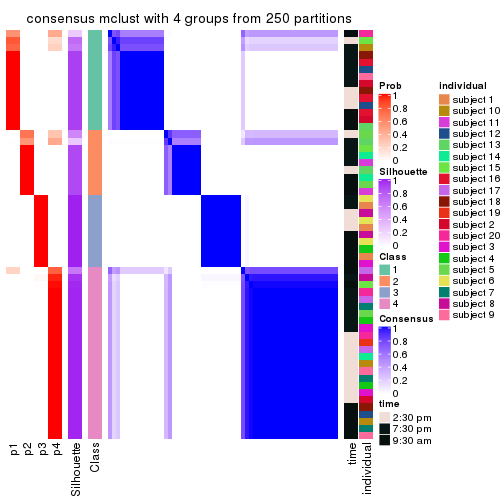 consensus mclust with 4 groups from 250 partitions
Prob
1
0.8
0.6
0.4
0.2
0
Silhouette
1
0.8
0.6
0.4
0.2
0
Class
1
2
3
4
Consensus
1
0.8
0.6
0.4
0.2
0
time
2:30 pm
7:30 pm
9:30 am
individual
subject 1
subject 10
subject 11
subject 12
subject 13
subject 14
subject 15
subject 16
subject 17
subject 18
subject 19
subject 2
subject 20
subject 3
subject 4
subject 5
subject 6
subject 7
subject 8
subject 9
p1
p2
p3
p4
Silhouette
Class
time
individual